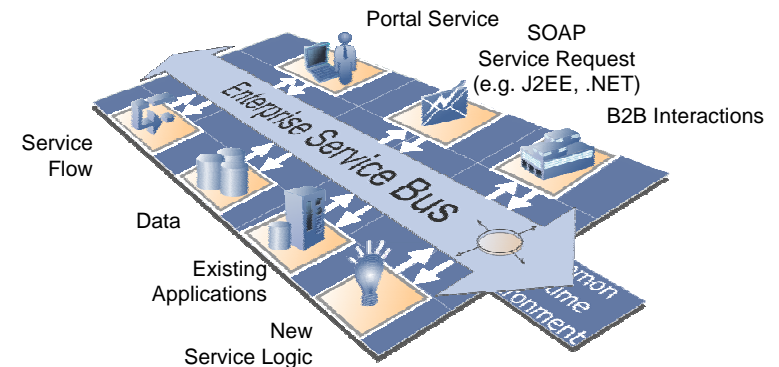 Portal Service
SOAP
Service Request
(e.g. J2EE, .NET)
B2B Interactions
Enterprise Service Bus
Service
Flow
Data
Existing
Applications
New
Service Logic